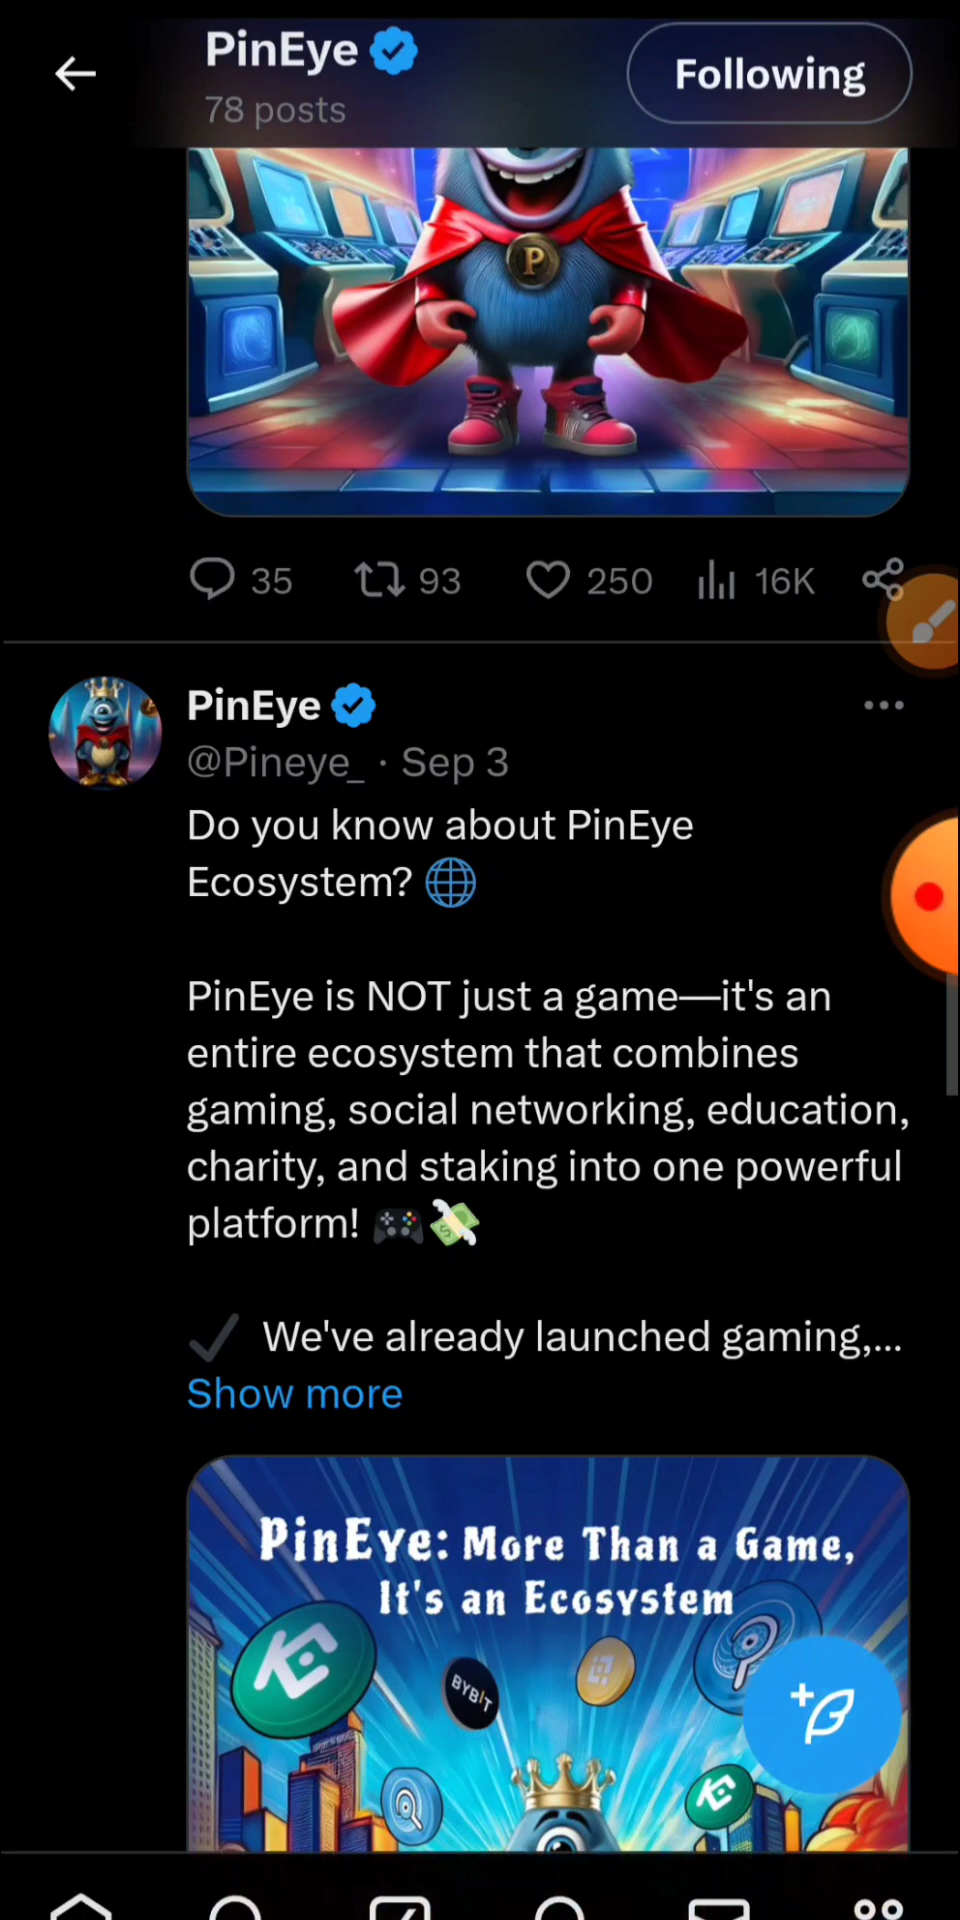 PinEye
78 posts
Following
P
35
93
250
16K
PinEye
@Pineye_ · Sep 3
Do you know about PinEye
Ecosystem? 🌐
PinEye is NOT just a game—it's an
entire ecosystem that combines
gaming, social networking, education,
charity, and staking into one powerful
platform! 🎮💸
✔️ We've already launched gaming,...
Show more
PinEye: More Than a Game,
It's an Ecosystem
BYBIT